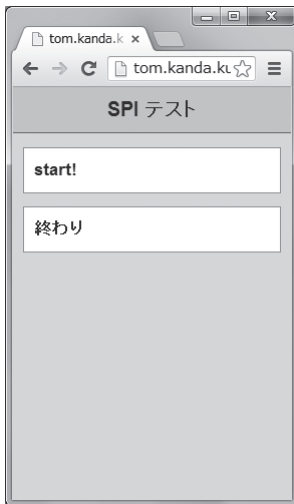 tom.kanda.k
tom.kanda.ku
SPI テスト
start!
終わり